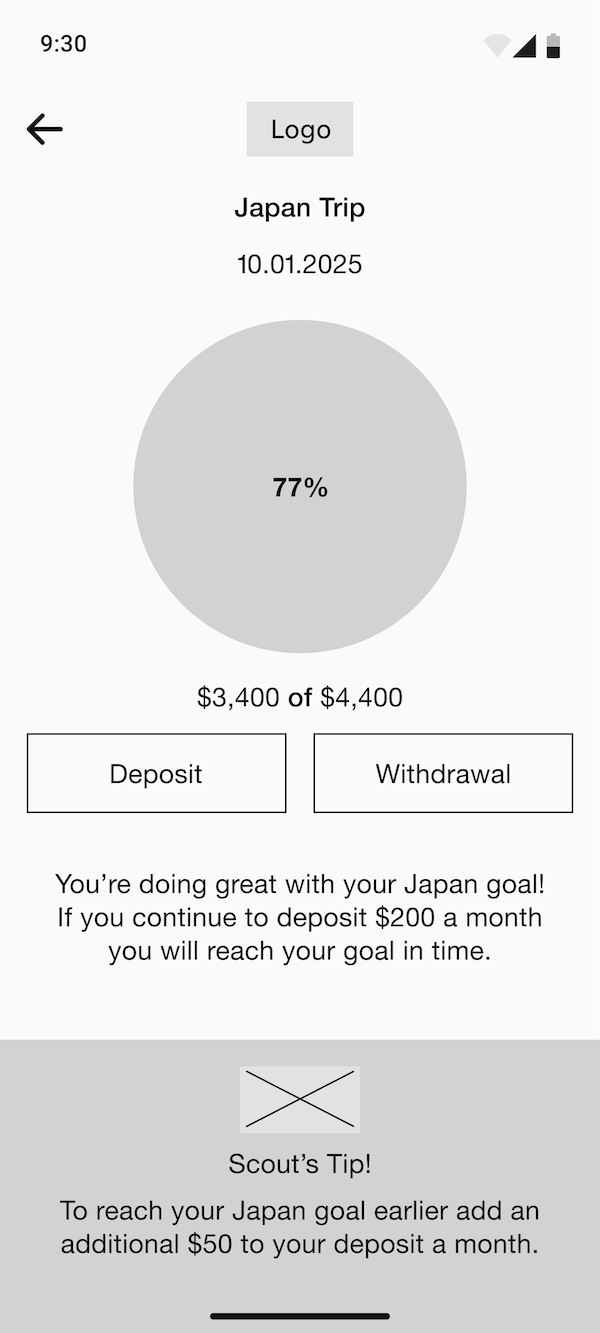 9:30
Logo
Japan Trip
10.01.2025
77%
$3,400 of $4,400
Deposit
Withdrawal
You’re doing great with your Japan goal!
If you continue to deposit $200 a month
you will reach your goal in time.
Scout’s Tip!
To reach your Japan goal earlier add an
additional $50 to your deposit a month.